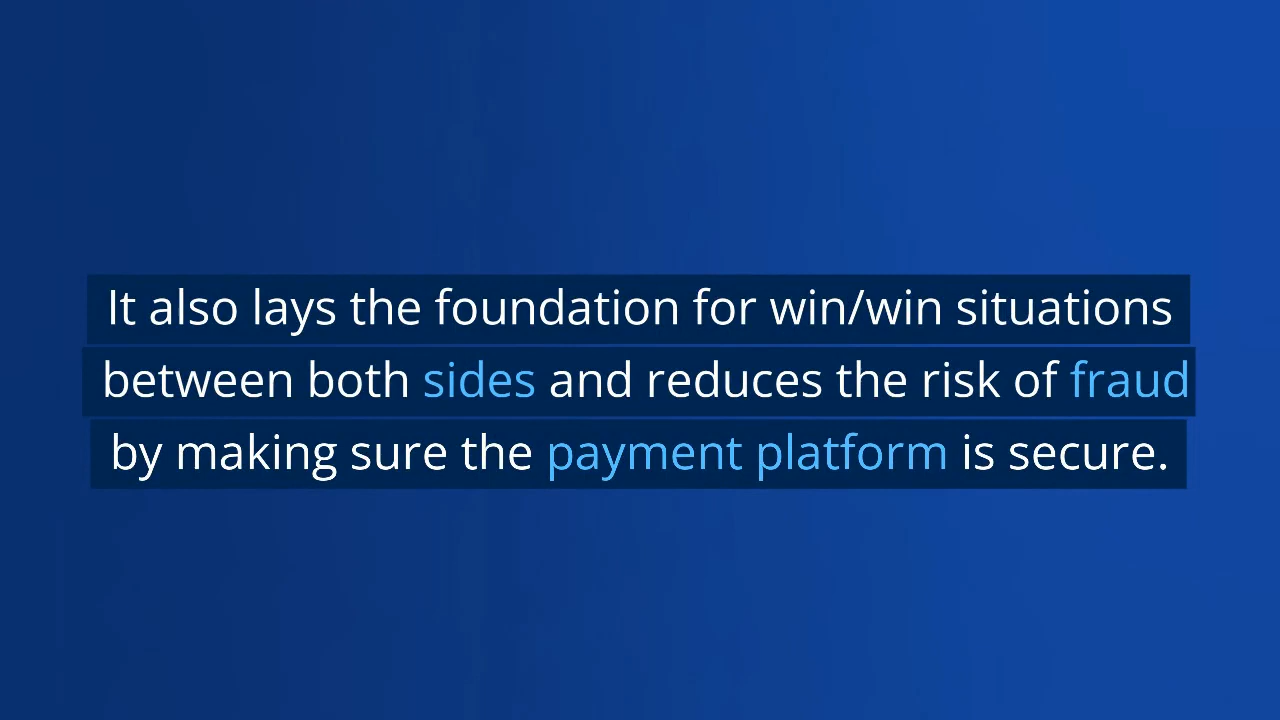 It also lays the foundation for win/win situations
between both sides and reduces the risk of fraud
by making sure the payment platform is secure.